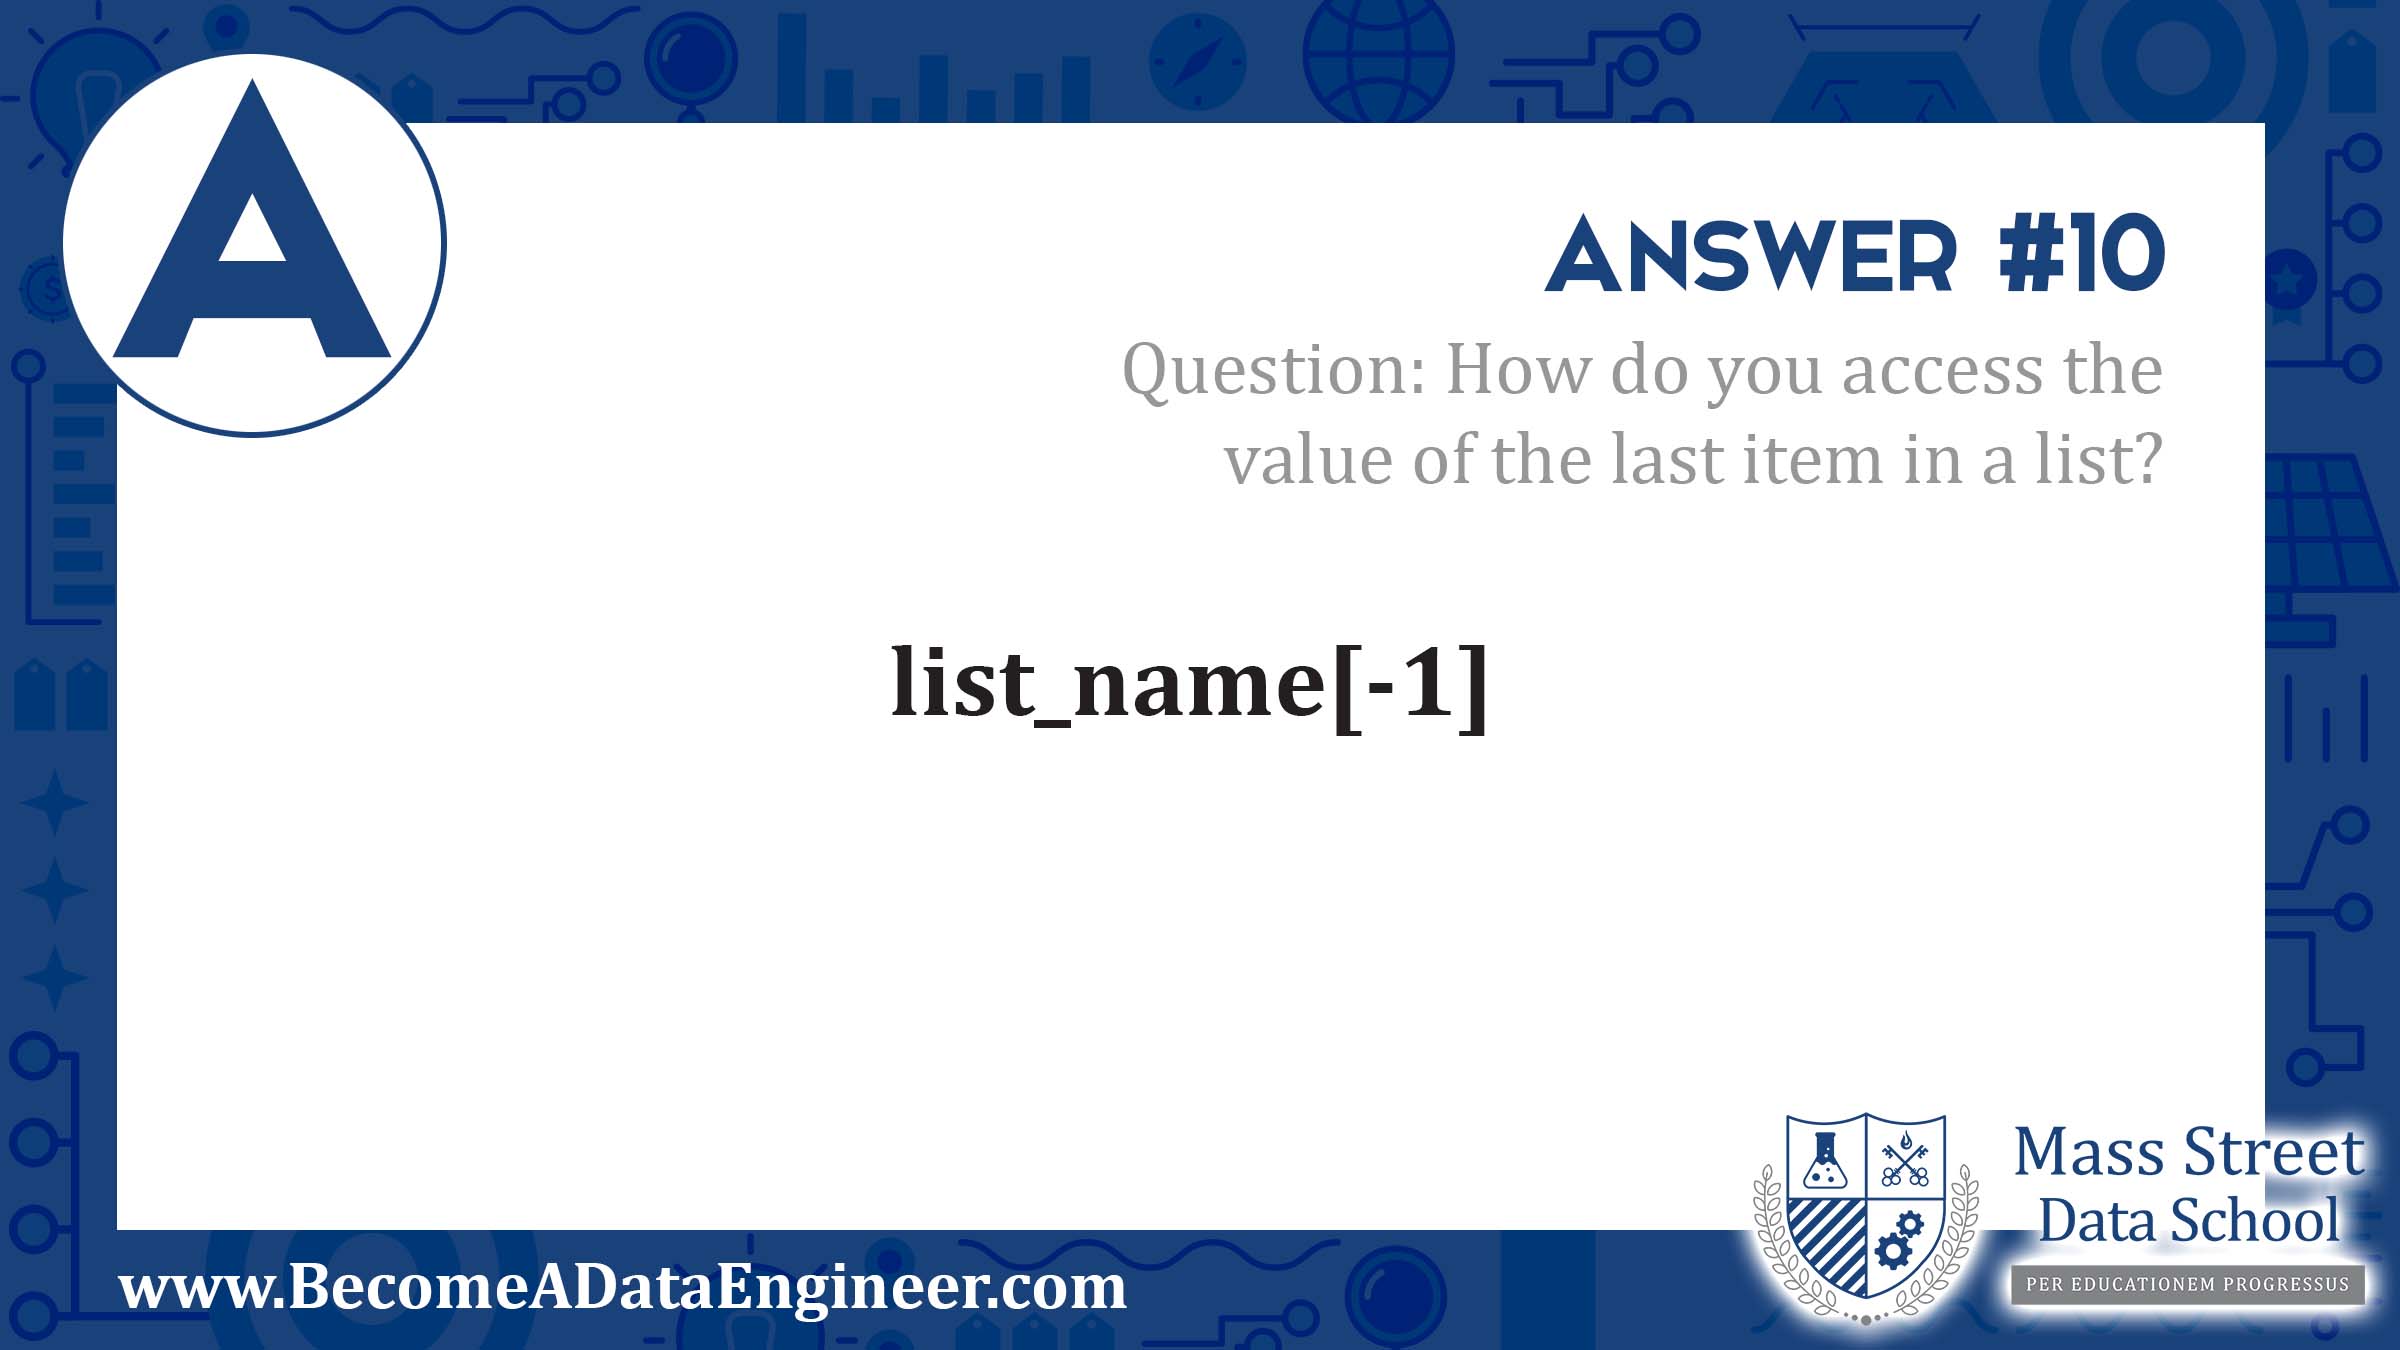 A
ANSWER #10
Question: How do you access the
value of the last item in a list?
list_name[-1]
www.BecomeADataEngineer.com
Mass Street
Data School
PER EDUCATIONEM PROGRESSUS